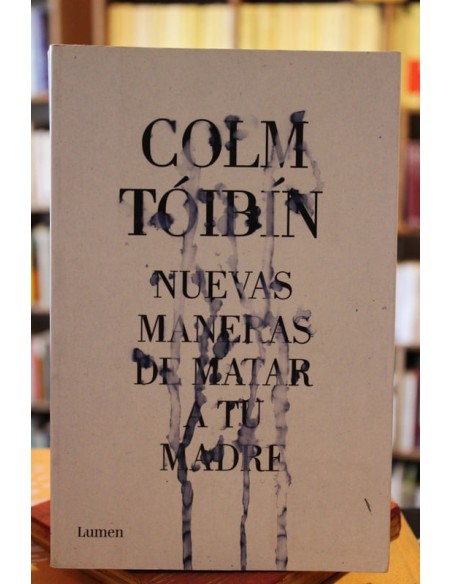 COLM
TÓIBÍN
NUEVAS
MANERAS
DE MATAR
A TU
MADRE
Lumen